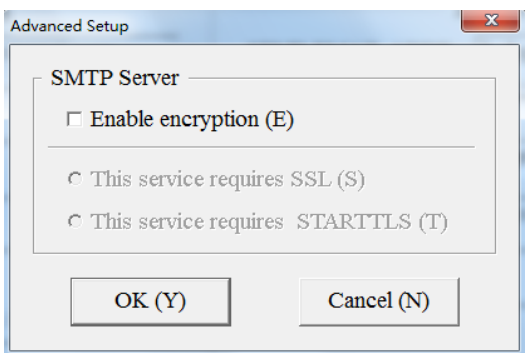 Advanced Setup
SMTP Server
Enable encryption (E)
This service requires SSL (S)
This service requires STARTTLS (T)
OK (Y)
Cancel (N)